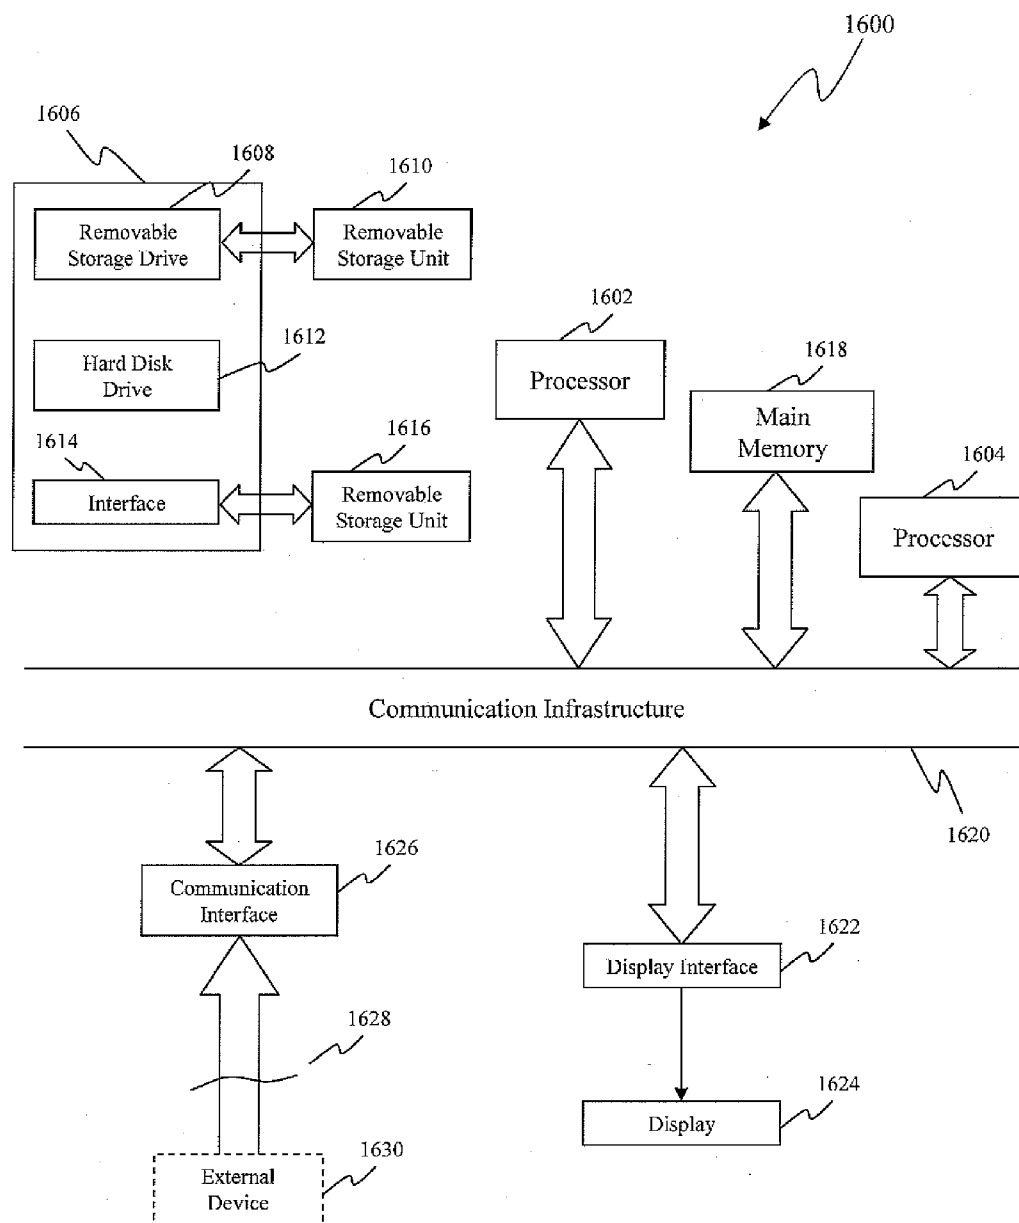 1600
1606
1608
1610
Removable
Storage Drive
Removable
Storage Unit
1602
1612
Hard Disk
Drive
Processor
1618
Main
Memory
1614
1616
1604
Interface
Removable
Storage Unit
Processor
Communication Infrastructure
1620
1626
Communication
Interface
1622
Display Interface
1628
1624
Display
1630
External
Device